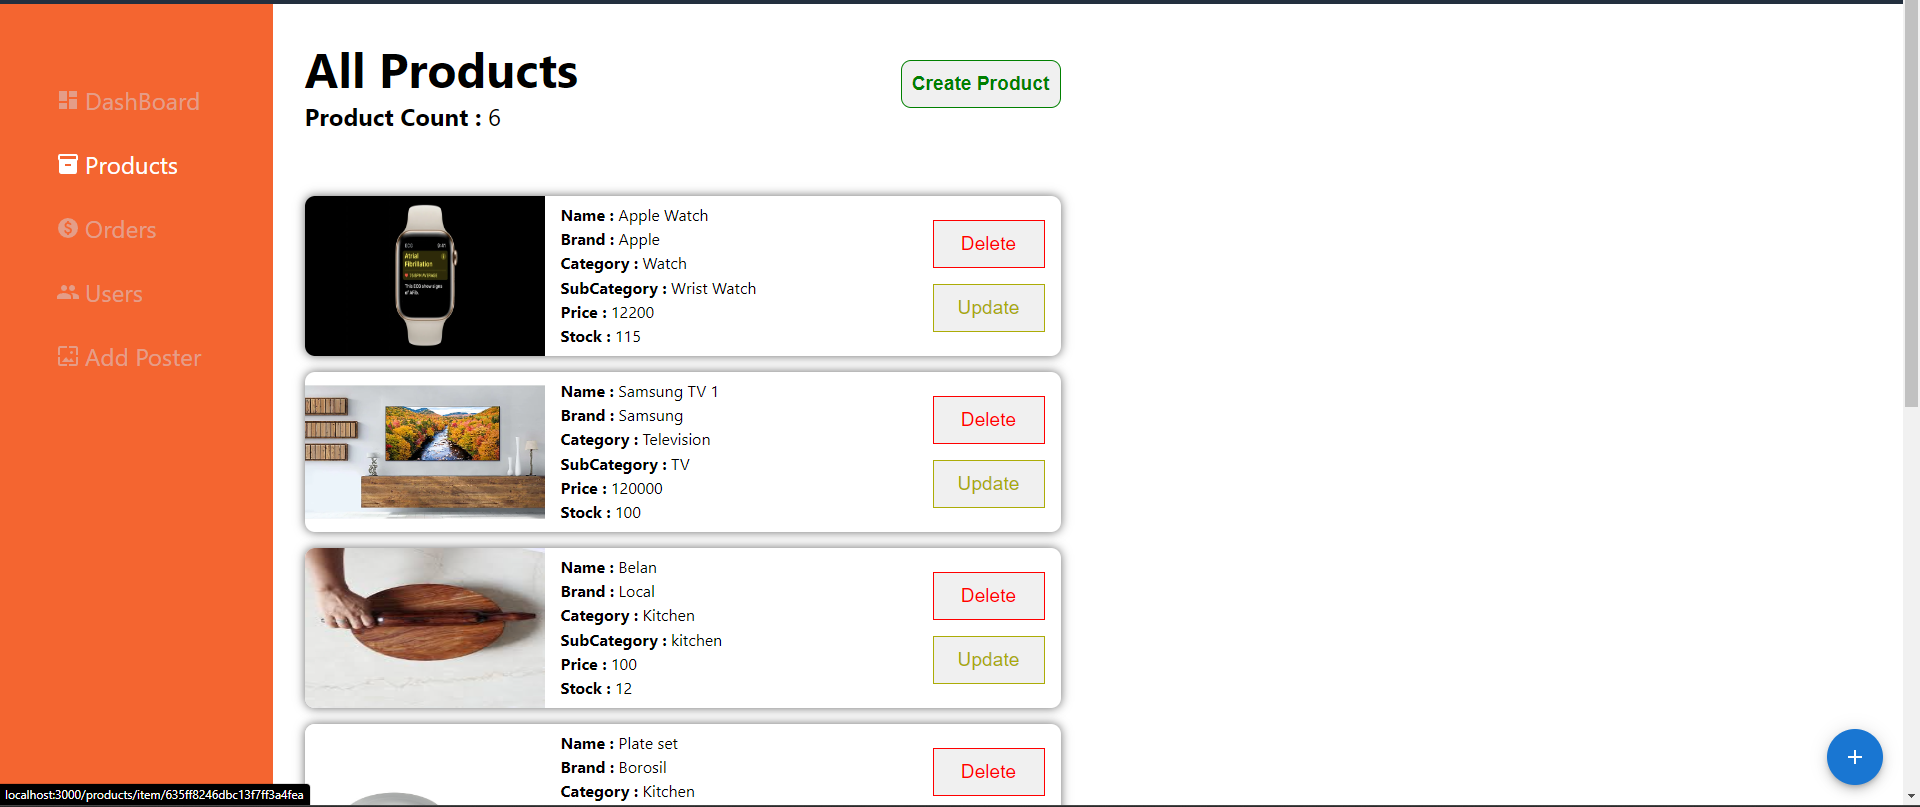 DashBoard
Products
Orders
Users
Add Poster
All Products
Create Product
Product Count : 6
Name : Apple Watch
Brand : Apple
Category : Watch
SubCategory : Wrist Watch
Price : 12200
Stock : 115
Delete
Update
Atrial
Fibrillation
Name : Samsung TV 1
Brand : Samsung
Category : Television
SubCategory : TV
Price : 120000
Stock : 100
Delete
Update
Name : Belan
Brand : Local
Category : Kitchen
SubCategory : kitchen
Price : 100
Stock : 12
Delete
Update
Name : Plate set
Brand : Borosil
Category : Kitchen
Delete
+
localhost:3000/products/item/635ff8246dbc13f7ff3a4fea